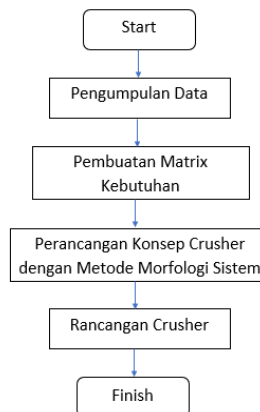 Start
Pengumpulan Data
Pembuatan Matrix
Kebutuhan
Perancangan Konsep Crusher
dengan Metode Morfologi Sistem
Rancangan Crusher
Finish